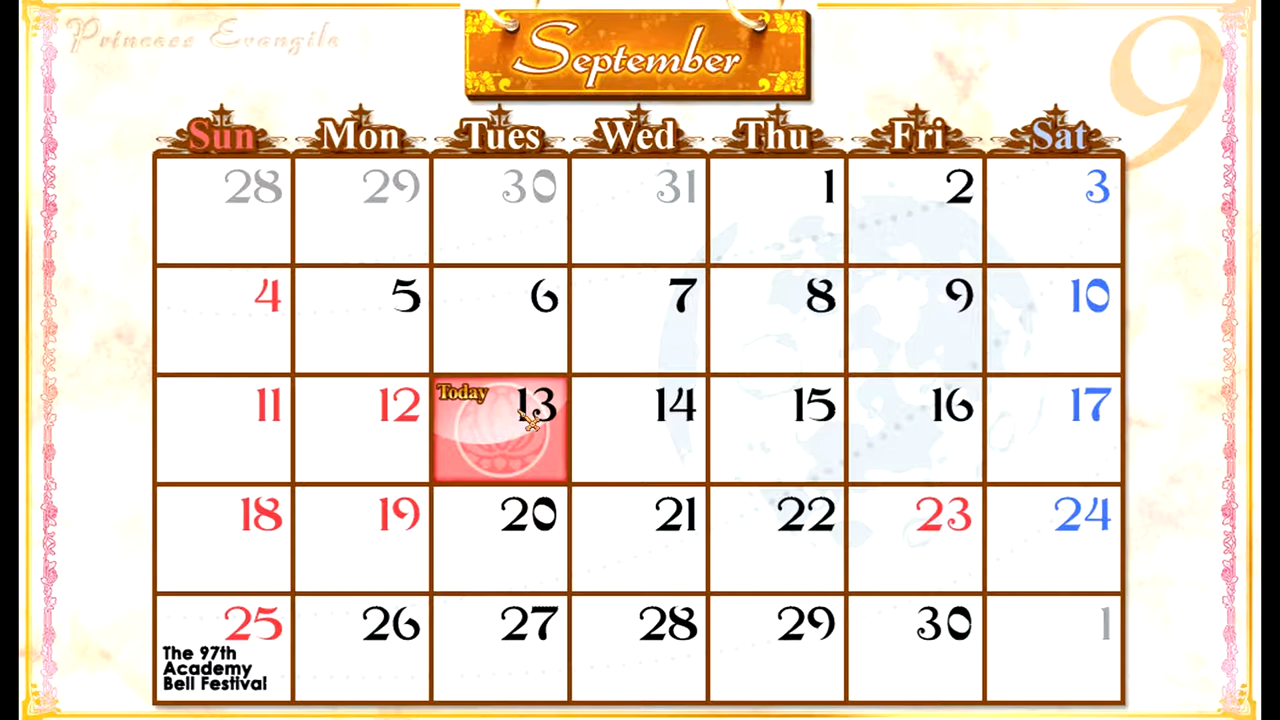 Princess Evangile
September
9
Sun Mon Tues Wed Thu Fri Sat
28 29 30 31 1 2 3
4 5 6 7 8 9 10
11 12 Today 13 14 15 16 17
18 19 20 21 22 23 24
25 26 27 28 29 30 1
The 97th
Academy
Bell Festival